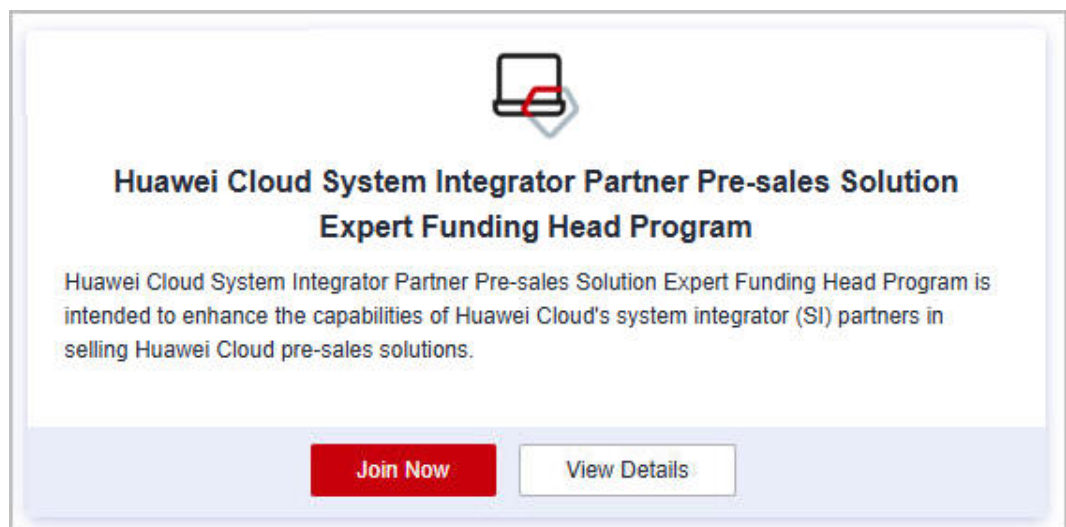 Huawei Cloud System Integrator Partner Pre-sales Solution
Expert Funding Head Program
Huawei Cloud System Integrator Partner Pre-sales Solution Expert Funding Head Program is
intended to enhance the capabilities of Huawei Cloud's system integrator (SI) partners in
selling Huawei Cloud pre-sales solutions.
Join Now
View Details